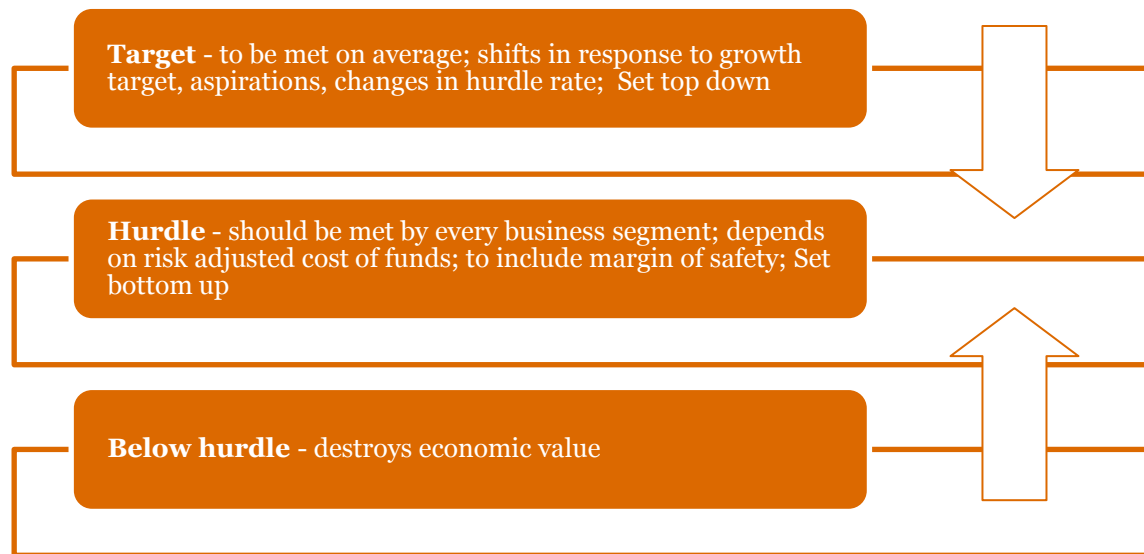 Target - to be met on average; shifts in response to growth
target, aspirations, changes in hurdle rate;  Set top down
Hurdle - should be met by every business segment; depends
on risk adjusted cost of funds; to include margin of safety; Set
bottom up
Below hurdle - destroys economic value